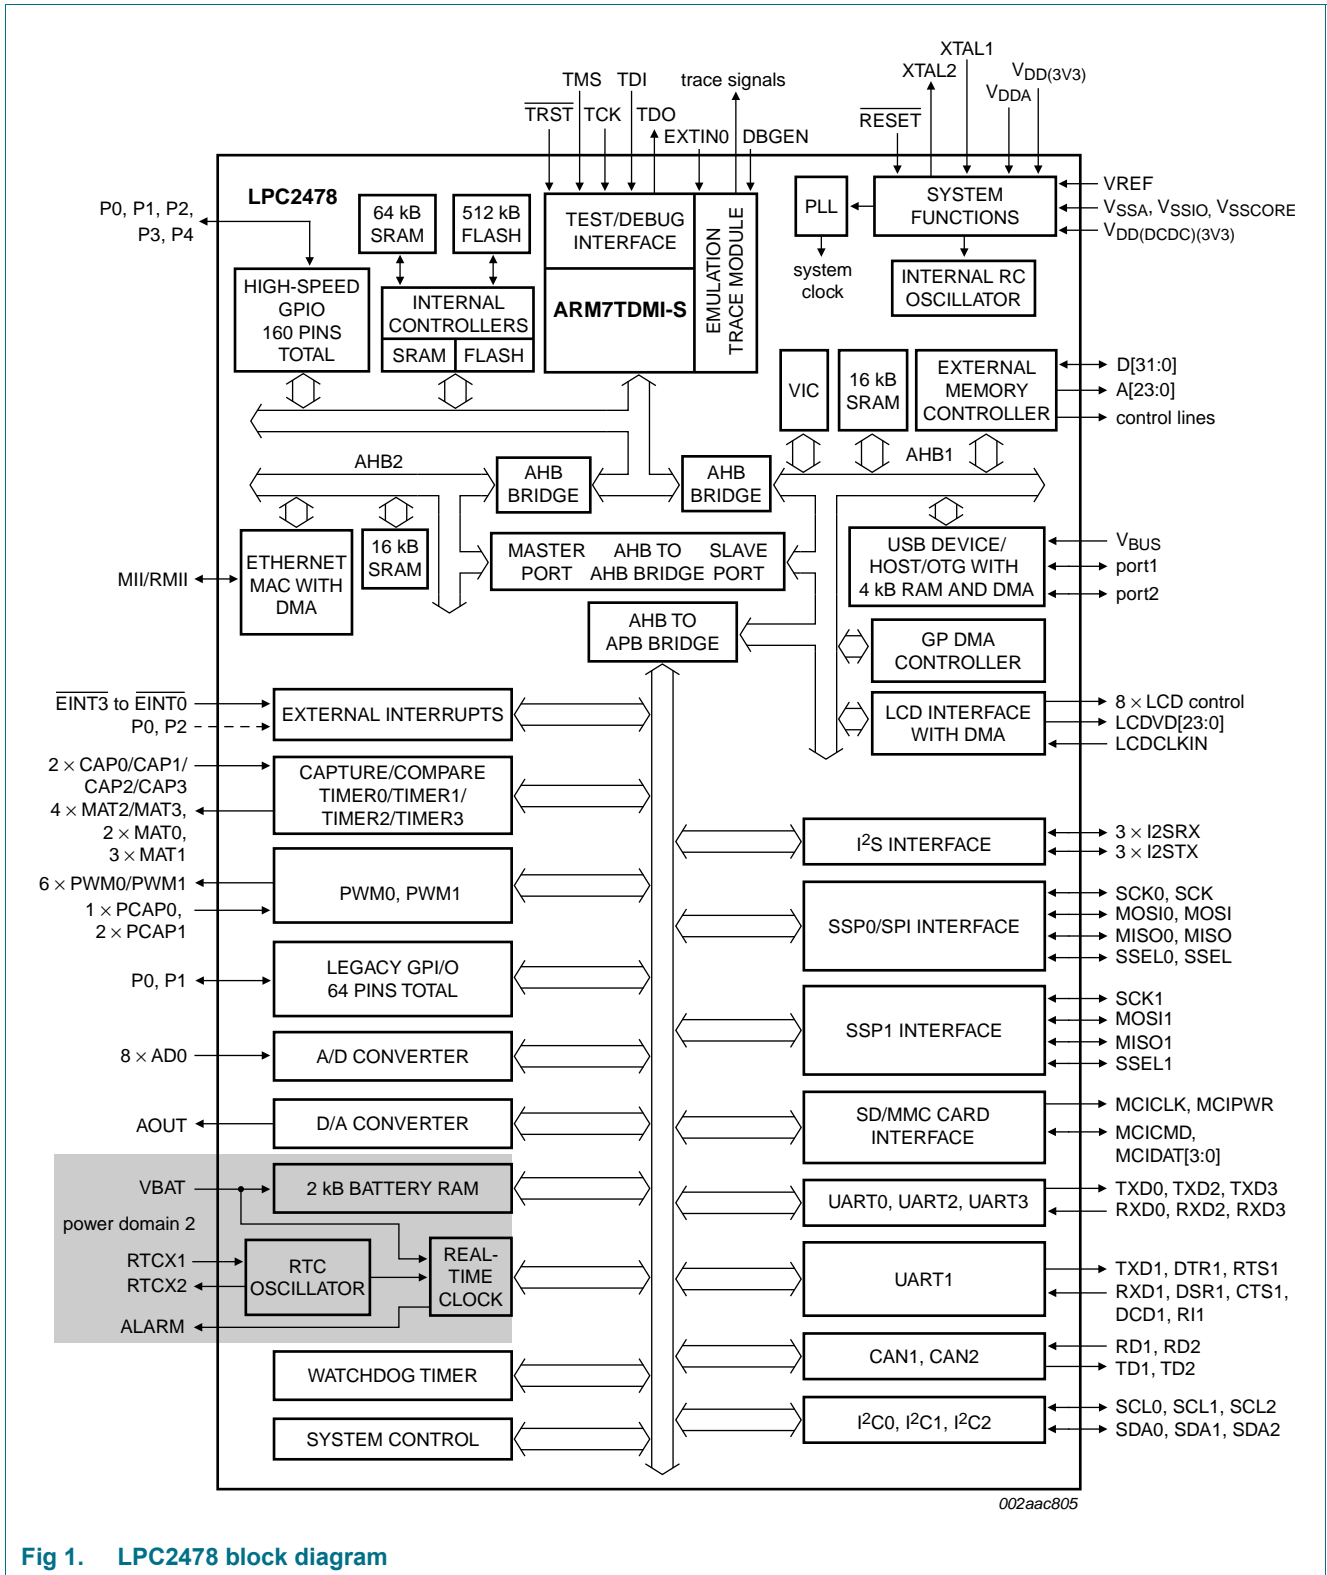 XTAL1
XTAL2
VDD(3V3)
VDDA
TMS
TDI
trace signals
TRST
TCK
TDO
EXTIN0
DBGEN
RESET
LPC2478
P0, P1, P2,
P3, P4
64 kB
SRAM
512 kB
FLASH
TEST/DEBUG
INTERFACE
EMULATION
TRACE MODULE
PLL
SYSTEM
FUNCTIONS
VREF
VSSA, VSSIO, VSSCORE
VDD(DCDC)(3V3)
system
clock
INTERNAL RC
OSCILLATOR
HIGH-SPEED
GPIO
160 PINS
TOTAL
INTERNAL
CONTROLLERS
SRAM
FLASH
ARM7TDMI-S
VIC
16 kB
SRAM
EXTERNAL
MEMORY
CONTROLLER
D[31:0]
A[23:0]
control lines
AHB2
AHB
BRIDGE
AHB
BRIDGE
AHB1
ETHERNET
MAC WITH
DMA
MII/RMII
16 kB
SRAM
MASTER
PORT
AHB TO
AHB BRIDGE
SLAVE
PORT
USB DEVICE/
HOST/OTG WITH
4 kB RAM AND DMA
VBUS
port1
port2
AHB TO
APB BRIDGE
GP DMA
CONTROLLER
LCD INTERFACE
WITH DMA
8 × LCD control
LCDVD[23:0]
LCDCLKIN
EINT3 to EINT0
P0, P2
EXTERNAL INTERRUPTS
2 × CAP0/CAP1/
CAP2/CAP3
4 × MAT2/MAT3,
2 × MAT0,
3 × MAT1
CAPTURE/COMPARE
TIMER0/TIMER1/
TIMER2/TIMER3
6 × PWM0/PWM1
1 × PCAP0,
2 × PCAP1
PWM0, PWM1
P0, P1
LEGACY GPI/O
64 PINS TOTAL
8 × AD0
A/D CONVERTER
AOUT
D/A CONVERTER
VBAT
2 kB BATTERY RAM
power domain 2
RTCX1
RTCX2
RTC
OSCILLATOR
REAL-
TIME
CLOCK
ALARM
WATCHDOG TIMER
SYSTEM CONTROL
I2S INTERFACE
3 × I2SRX
3 × I2STX
SSP0/SPI INTERFACE
SCK0, SCK
MOSI0, MOSI
MISO0, MISO
SSEL0, SSEL
SSP1 INTERFACE
SCK1
MOSI1
MISO1
SSEL1
SD/MMC CARD
INTERFACE
MCICLK, MCIPWR
MCICMD,
MCIDAT[3:0]
UART0, UART2, UART3
TXD0, TXD2, TXD3
RXD0, RXD2, RXD3
UART1
TXD1, DTR1, RTS1
RXD1, DSR1, CTS1,
DCD1, RI1
CAN1, CAN2
RD1, RD2
TD1, TD2
I2C0, I2C1, I2C2
SCL0, SCL1, SCL2
SDA0, SDA1, SDA2
002aac805
Fig 1. LPC2478 block diagram